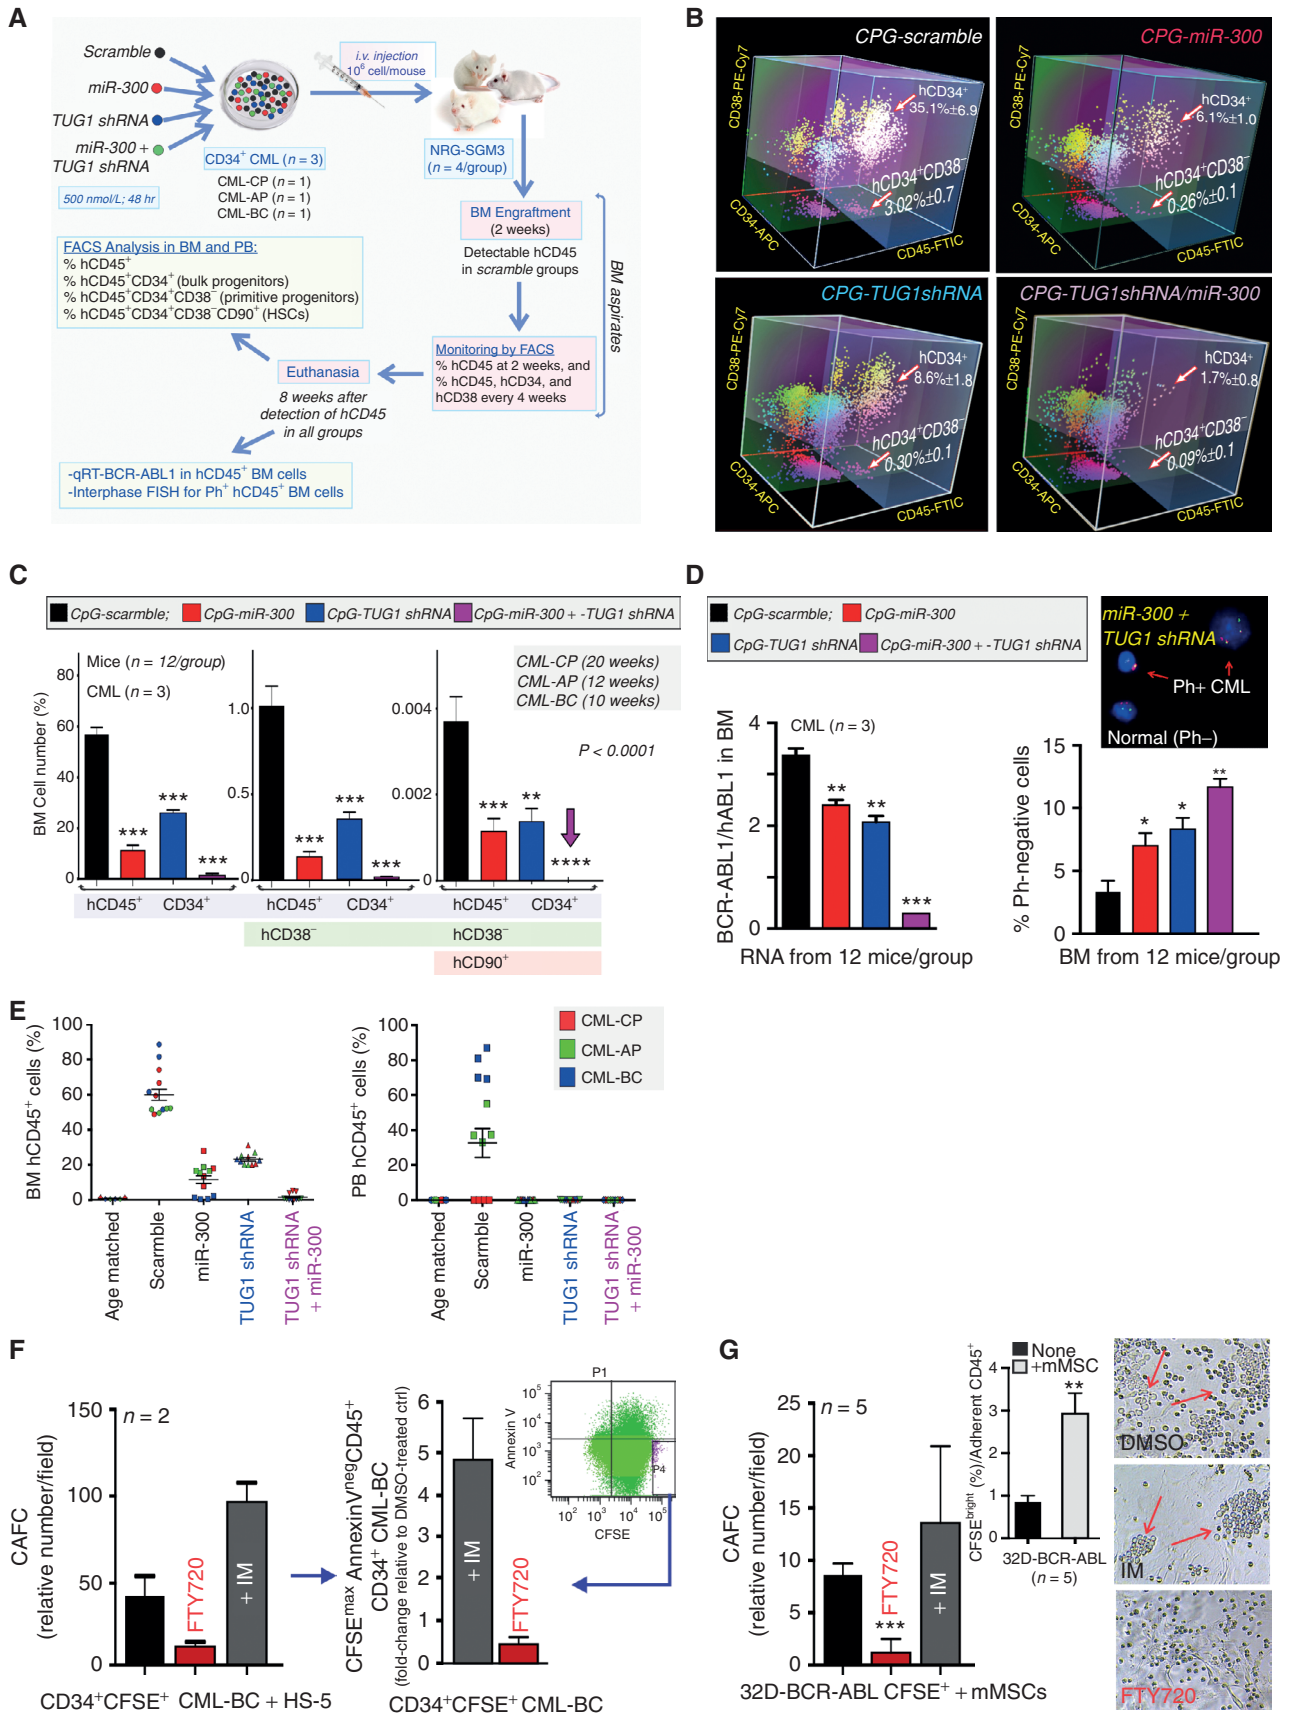 A
Scramble
miR-300
TUG1 shRNA
miR-300 +
TUG1 shRNA
500 nmol/L; 48 hr
CD34⁺ CML (n = 3)
CML-CP (n = 1)
CML-AP (n = 1)
CML-BC (n = 1)
i.v. injection
10⁶ cell/mouse
NRG-SGM3
(n = 4/group)
BM Engraftment
(2 weeks)
Detectable hCD45
in scramble groups
BM aspirates
Monitoring by FACS
% hCD45 at 2 weeks, and
% hCD45, hCD34, and
hCD38 every 4 weeks
Euthanasia
8 weeks after
detection of hCD45
in all groups
FACS Analysis in BM and PB:
% hCD45⁺
% hCD45⁺CD34⁺ (bulk progenitors)
% hCD45⁺CD34⁺CD38⁻ (primitive progenitors)
% hCD45⁺CD34⁺CD38⁻CD90⁺ (HSCs)
-qRT-BCR-ABL1 in hCD45⁺ BM cells
-Interphase FISH for Ph⁺ hCD45⁺ BM cells
B
CPG-scramble
CD38-PE-Cy7
hCD34⁺
35.1%±6.9
hCD34⁺CD38⁻
3.02%±0.7
CD34-APC
CD45-FTIC
CPG-miR-300
CD38-PE-Cy7
hCD34⁺
6.1%±1.0
hCD34⁺CD38⁻
0.26%±0.1
CD34-APC
CD45-FTIC
CPG-TUG1shRNA
CD38-PE-Cy7
hCD34⁺
8.6%±1.8
hCD34⁺CD38⁻
0.30%±0.1
CD34-APC
CD45-FTIC
CPG-TUG1shRNA/miR-300
CD38-PE-Cy7
hCD34⁺
1.7%±0.8
hCD34⁺CD38⁻
0.09%±0.1
CD34-APC
CD45-FTIC
C
CpG-scarmble; CpG-miR-300 CpG-TUG1 shRNA CpG-miR-300 + -TUG1 shRNA
BM Cell number (%)
80
60
40
20
0
Mice (n = 12/group)
CML (n = 3)
*** *** ***
1.0
0.5
0
*** *** ***
0.004
0.002
0
CML-CP (20 weeks)
CML-AP (12 weeks)
CML-BC (10 weeks)
P < 0.0001
*** ** ****
hCD45⁺ CD34⁺ hCD45⁺ CD34⁺ hCD45⁺ CD34⁺
hCD38⁻ hCD38⁻
hCD90⁺
D
CpG-scarmble; CpG-miR-300
CpG-TUG1 shRNA CpG-miR-300 + -TUG1 shRNA
BCR-ABL1/hABL1 in BM
4
2
0
CML (n = 3)
** ** ***
RNA from 12 mice/group
miR-300 +
TUG1 shRNA
Ph+ CML
Normal (Ph−)
% Ph-negative cells
15
10
5
0
* * **
BM from 12 mice/group
E
BM hCD45⁺ cells (%)
100
80
60
40
20
0
Age matched
Scarmble
miR-300
TUG1 shRNA
TUG1 shRNA
+ miR-300
PB hCD45⁺ cells (%)
100
80
60
40
20
0
Age matched
Scarmble
miR-300
TUG1 shRNA
TUG1 shRNA
+ miR-300
CML-CP
CML-AP
CML-BC
F
CAFC
(relative number/field)
150
100
50
0
n = 2
FTY720
+ IM
CD34⁺CFSE⁺ CML-BC + HS-5
CFSEᵐᵃˣ AnnexinVⁿᵉᵍCD45⁺
CD34⁺ CML-BC
(fold-change relative to DMSO-treated ctrl)
6
5
4
3
2
1
0
+ IM
FTY720
CD34⁺CFSE⁺ CML-BC
P1
Annexin V
10⁵
10⁴
10³
10²
P4
10² 10³ 10⁴ 10⁵
CFSE
G
CAFC
(relative number/field)
25
20
15
10
5
0
n = 5
***
FTY720
+ IM
32D-BCR-ABL CFSE⁺ + mMSCs
None
+mMSC
CFSEᵇʳⁱᵍʰᵗ (%)/Adherent CD45⁺
4
3
2
1
0
**
32D-BCR-ABL
(n = 5)
DMSO
IM
FTY720